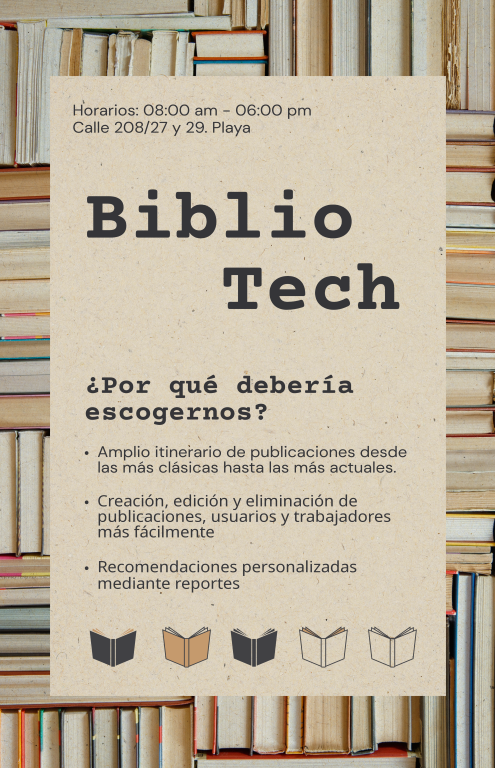 Horarios: 08:00 am - 06:00 pm
Calle 208/27 y 29. Playa
Biblio
Tech
¿Por qué debería
escogernos?
• Amplio itinerario de publicaciones desde
las más clásicas hasta las más actuales.
• Creación, edición y eliminación de
publicaciones, usuarios y trabajadores
más fácilmente
• Recomendaciones personalizadas
mediante reportes